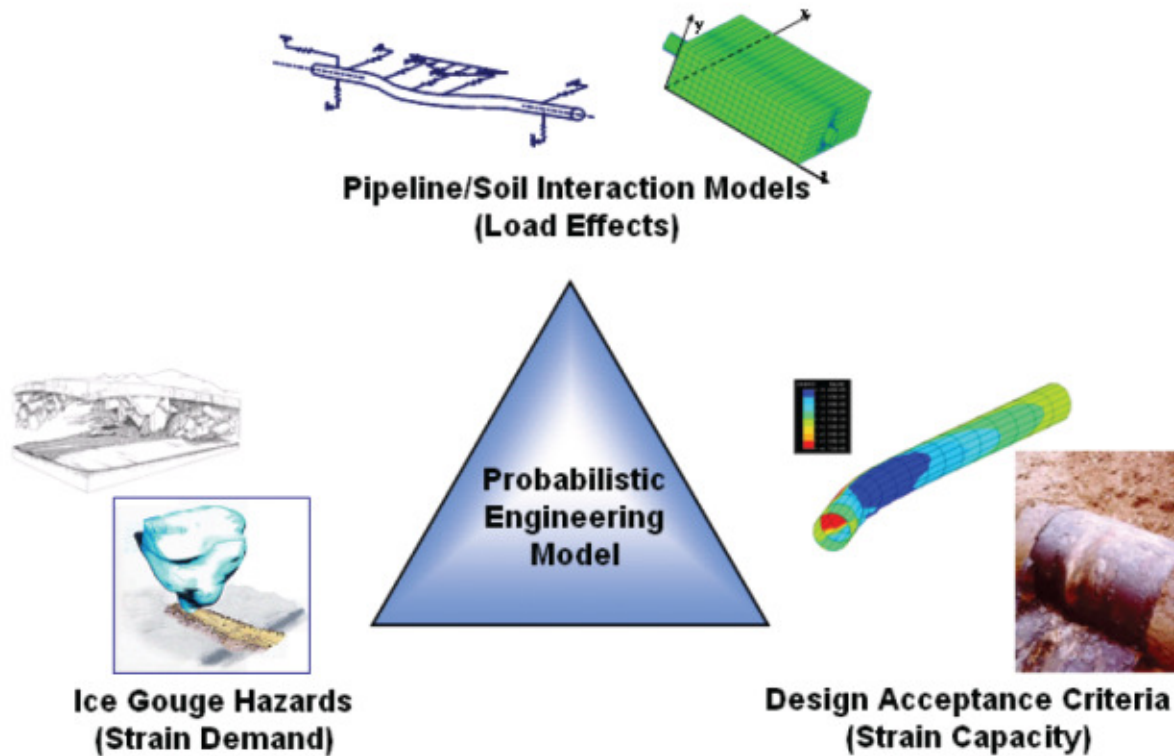 y
x
Pipeline/Soil Interaction Models
(Load Effects)
Probabilistic
Engineering
Model
Ice Gouge Hazards
(Strain Demand)
Design Acceptance Criteria
(Strain Capacity)